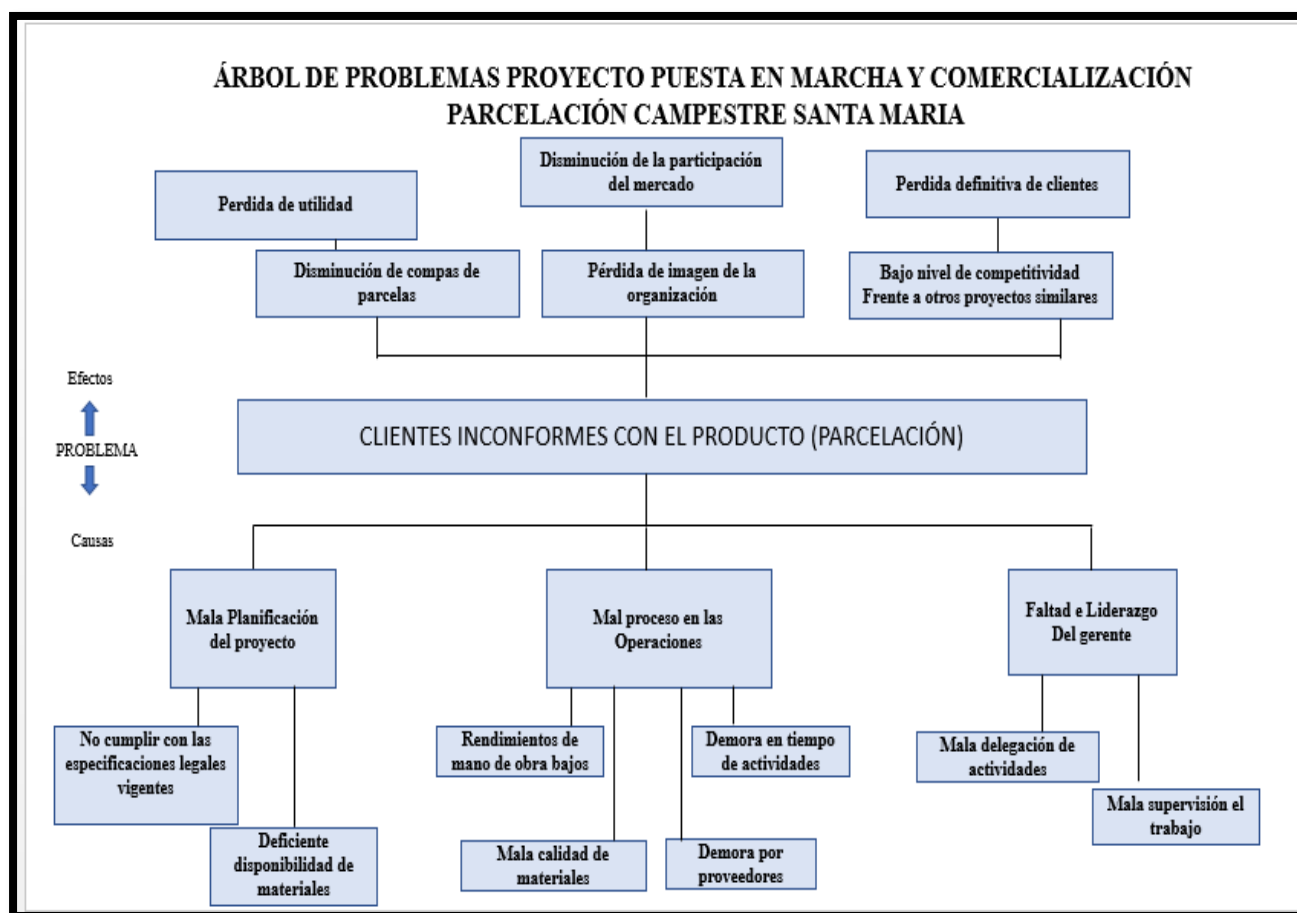 ÁRBOL DE PROBLEMAS PROYECTO PUESTA EN MARCHA Y COMERCIALIZACIÓN
PARCELACIÓN CAMPESTRE SANTA MARIA
Perdida de utilidad
Disminución de la participación
del mercado
Perdida definitiva de clientes
Disminución de compas de
parcelas
Pérdida de imagen de la
organización
Bajo nivel de competitividad
Frente a otros proyectos similares
Efectos
PROBLEMA
Causas
CLIENTES INCONFORMES CON EL PRODUCTO (PARCELACIÓN)
Mala Planificación
del proyecto
Mal proceso en las
Operaciones
Faltad e Liderazgo
Del gerente
No cumplir con las
especificaciones legales
vigentes
Deficiente
disponibilidad de
materiales
Rendimientos de
mano de obra bajos
Mala calidad de
materiales
Demora por
proveedores
Demora en tiempo
de actividades
Mala delegación de
actividades
Mala supervisión el
trabajo